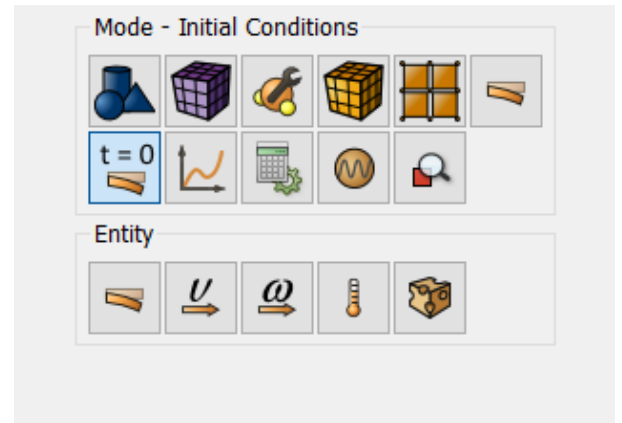 Mode - Initial Conditions
t = 0
Entity
υ
ω